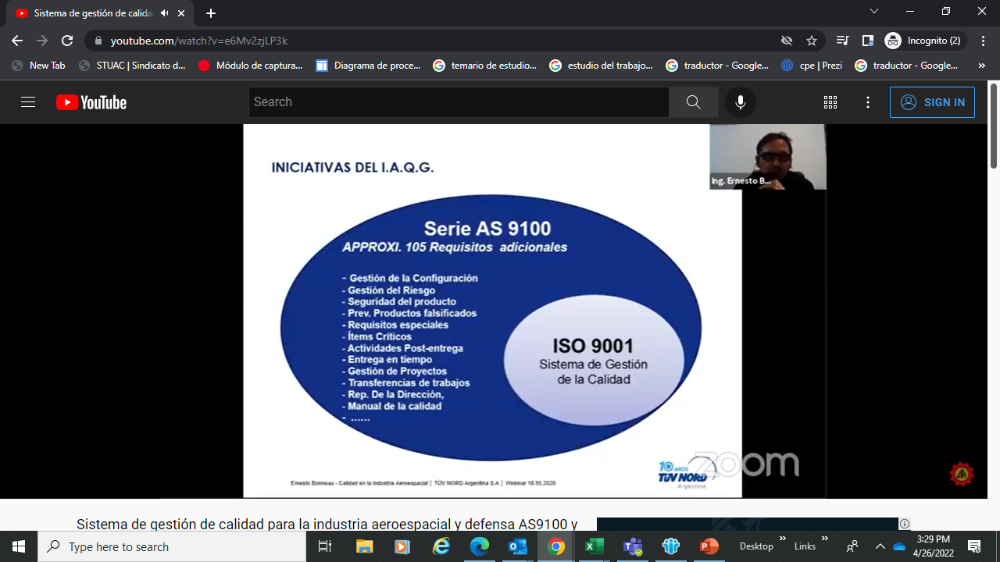 Sistema de gestión de calida
youtube.com/watch?v=e6Mv2zjLP3k
Incognito (2)
New Tab
STUAC | Sindicato d...
Módulo de captura...
Diagrama de proce...
temario de estudio...
estudio del trabajo...
traductor - Google...
cpe | Prezi
traductor - Google...
»
YouTube
Search
SIGN IN
INICIATIVAS DEL I.A.Q.G.
Ing. Ernesto B...
Serie AS 9100
APPROXI. 105 Requisitos adicionales
- Gestión de la Configuración
- Gestión del Riesgo
- Seguridad del producto
- Prev. Productos falsificados
- Requisitos especiales
- Ítems Críticos
- Actividades Post-entrega
- Entrega en tiempo
- Gestión de Proyectos
- Transferencias de trabajos
- Rep. De la Dirección,
- Manual de la calidad
- ......
ISO 9001
Sistema de Gestión
de la Calidad
zoom
10 AÑOS
TÜV NORD
Argentina
Ernesto Bonneau - Calidad en la Industria Aeroespacial | TÜV NORD Argentina S.A. | Webinar 18.05.2020
Sistema de gestión de calidad para la industria aeroespacial y defensa AS9100 y
Type here to search
Desktop »
Links »
3:29 PM
4/26/2022